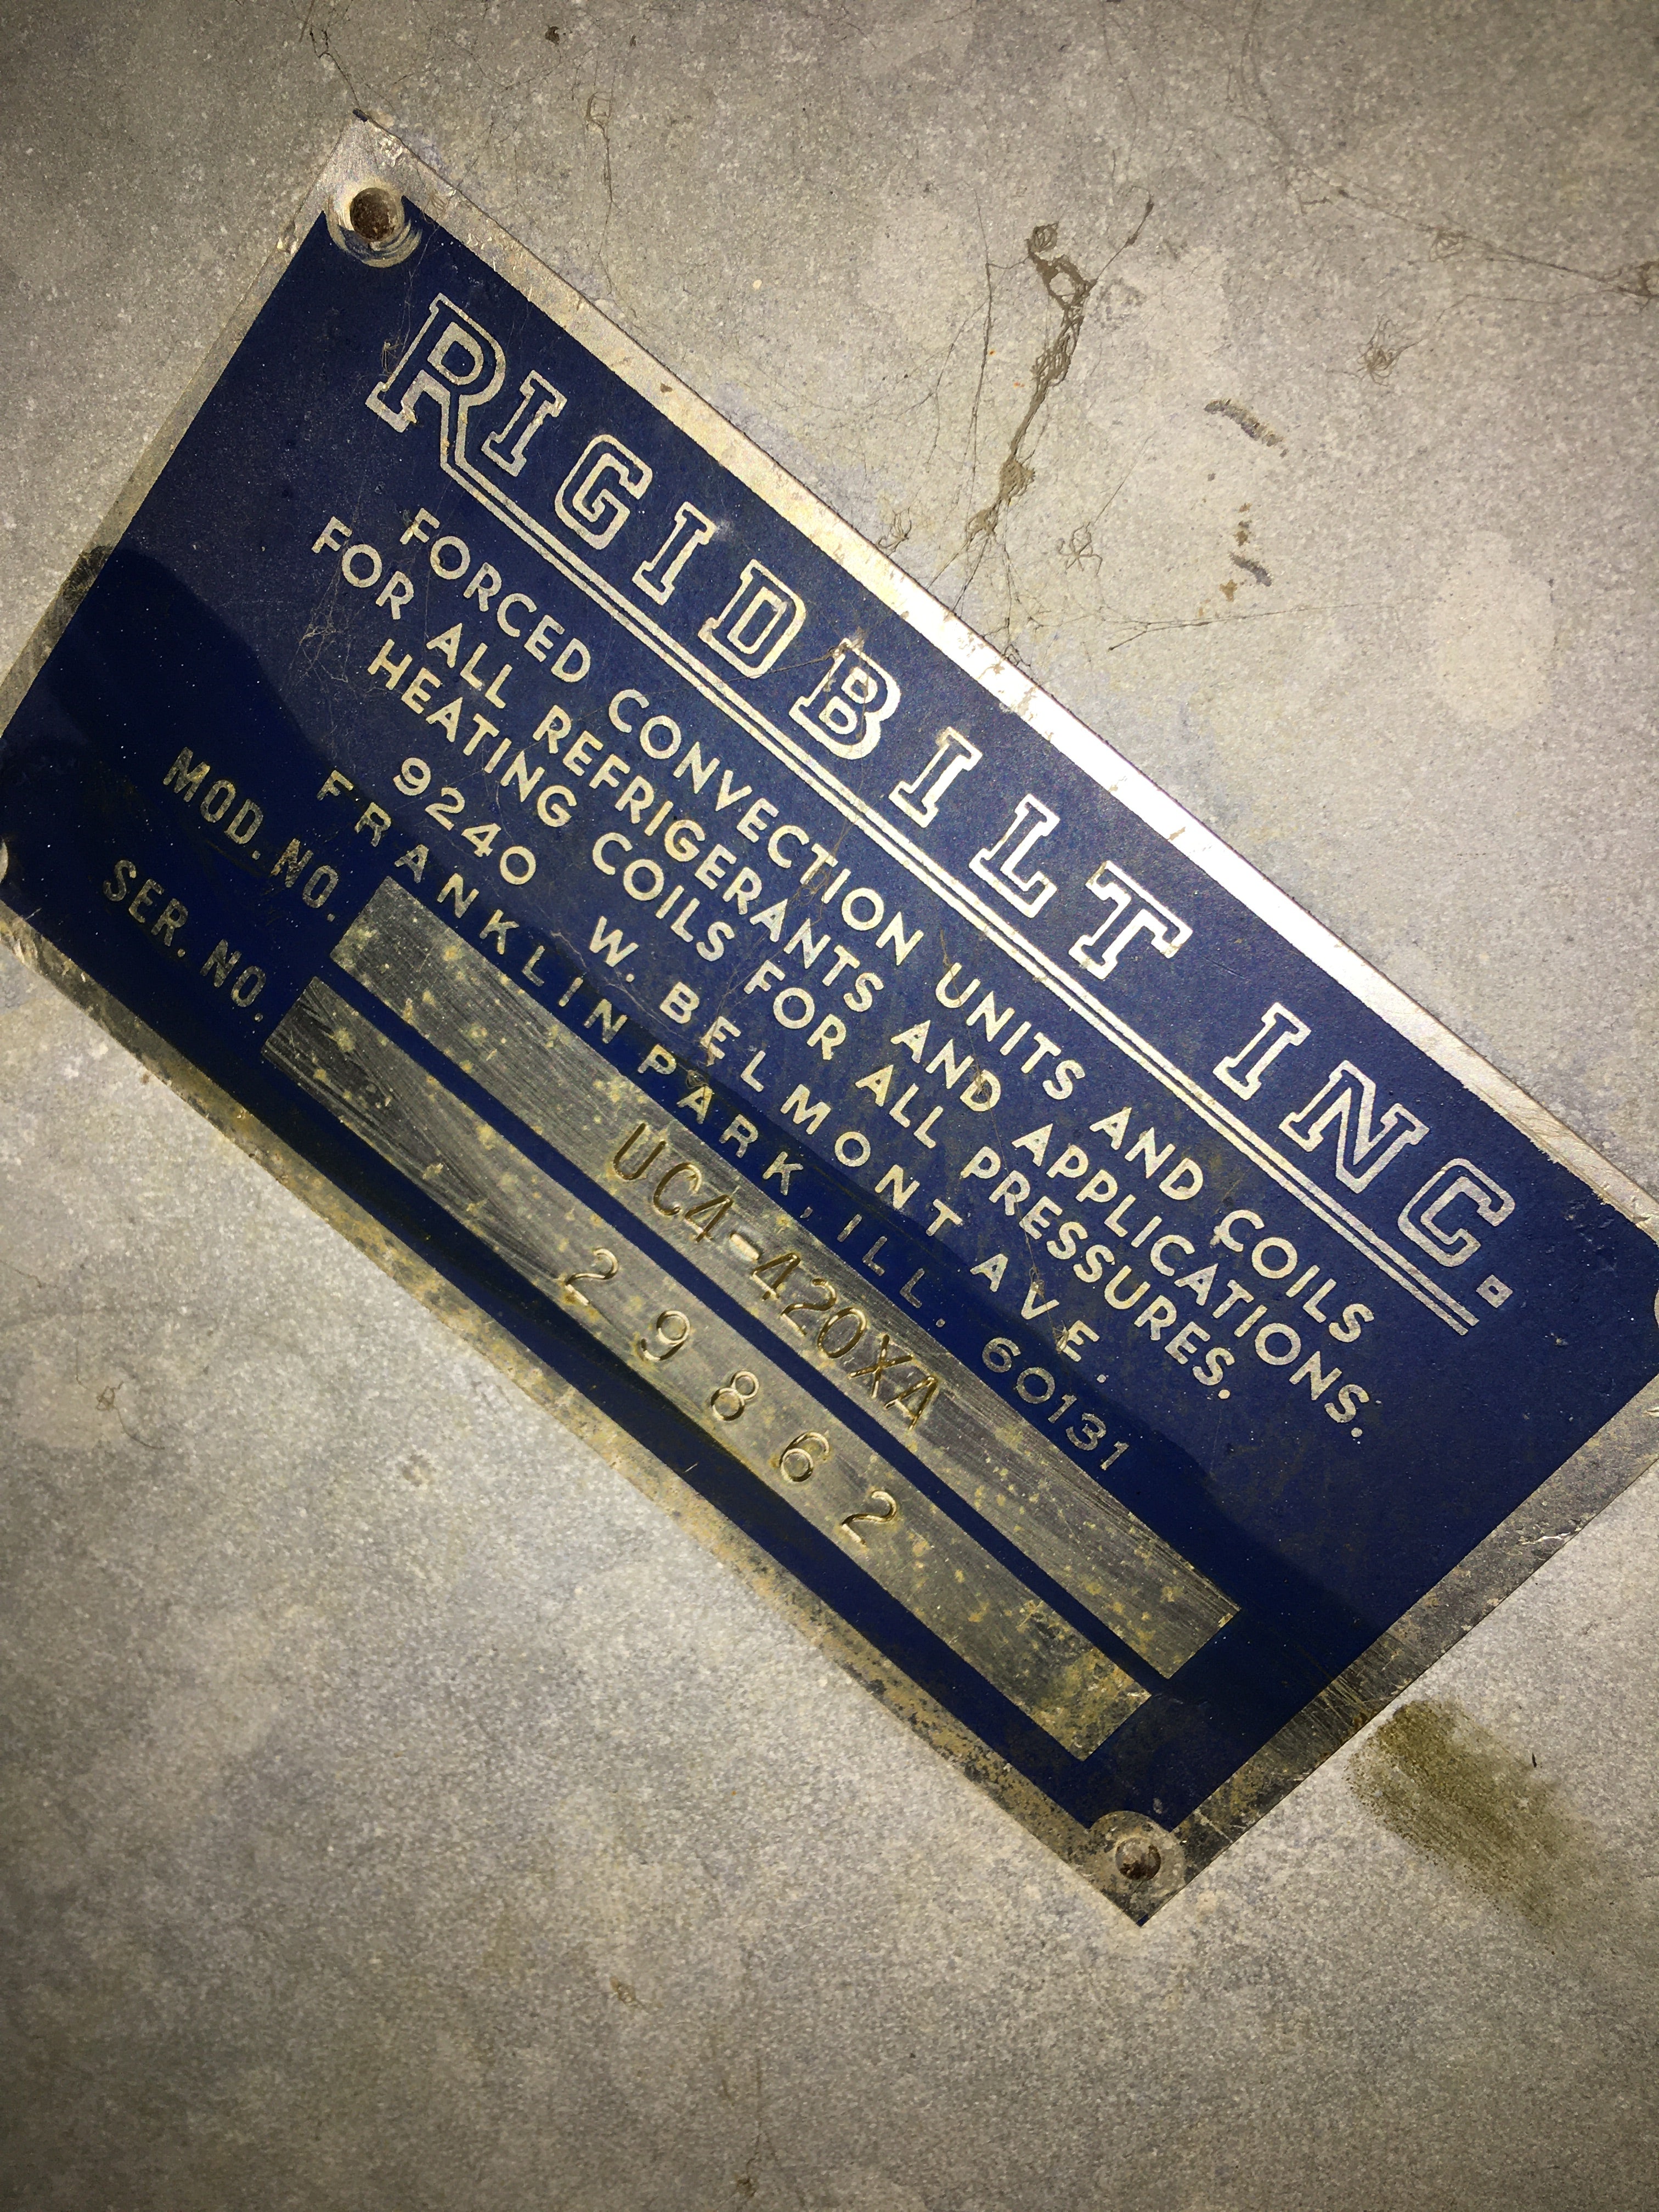 RIGIDBILT INC.
FORCED CONVECTION UNITS AND COILS
FOR ALL REFRIGERANTS AND APPLICATIONS.
HEATING COILS FOR ALL PRESSURES.
9240 W. BELMONT AVE.
FRANKLIN PARK, ILL. 60131
MOD. NO. UC4-420XA
SER. NO. 29862